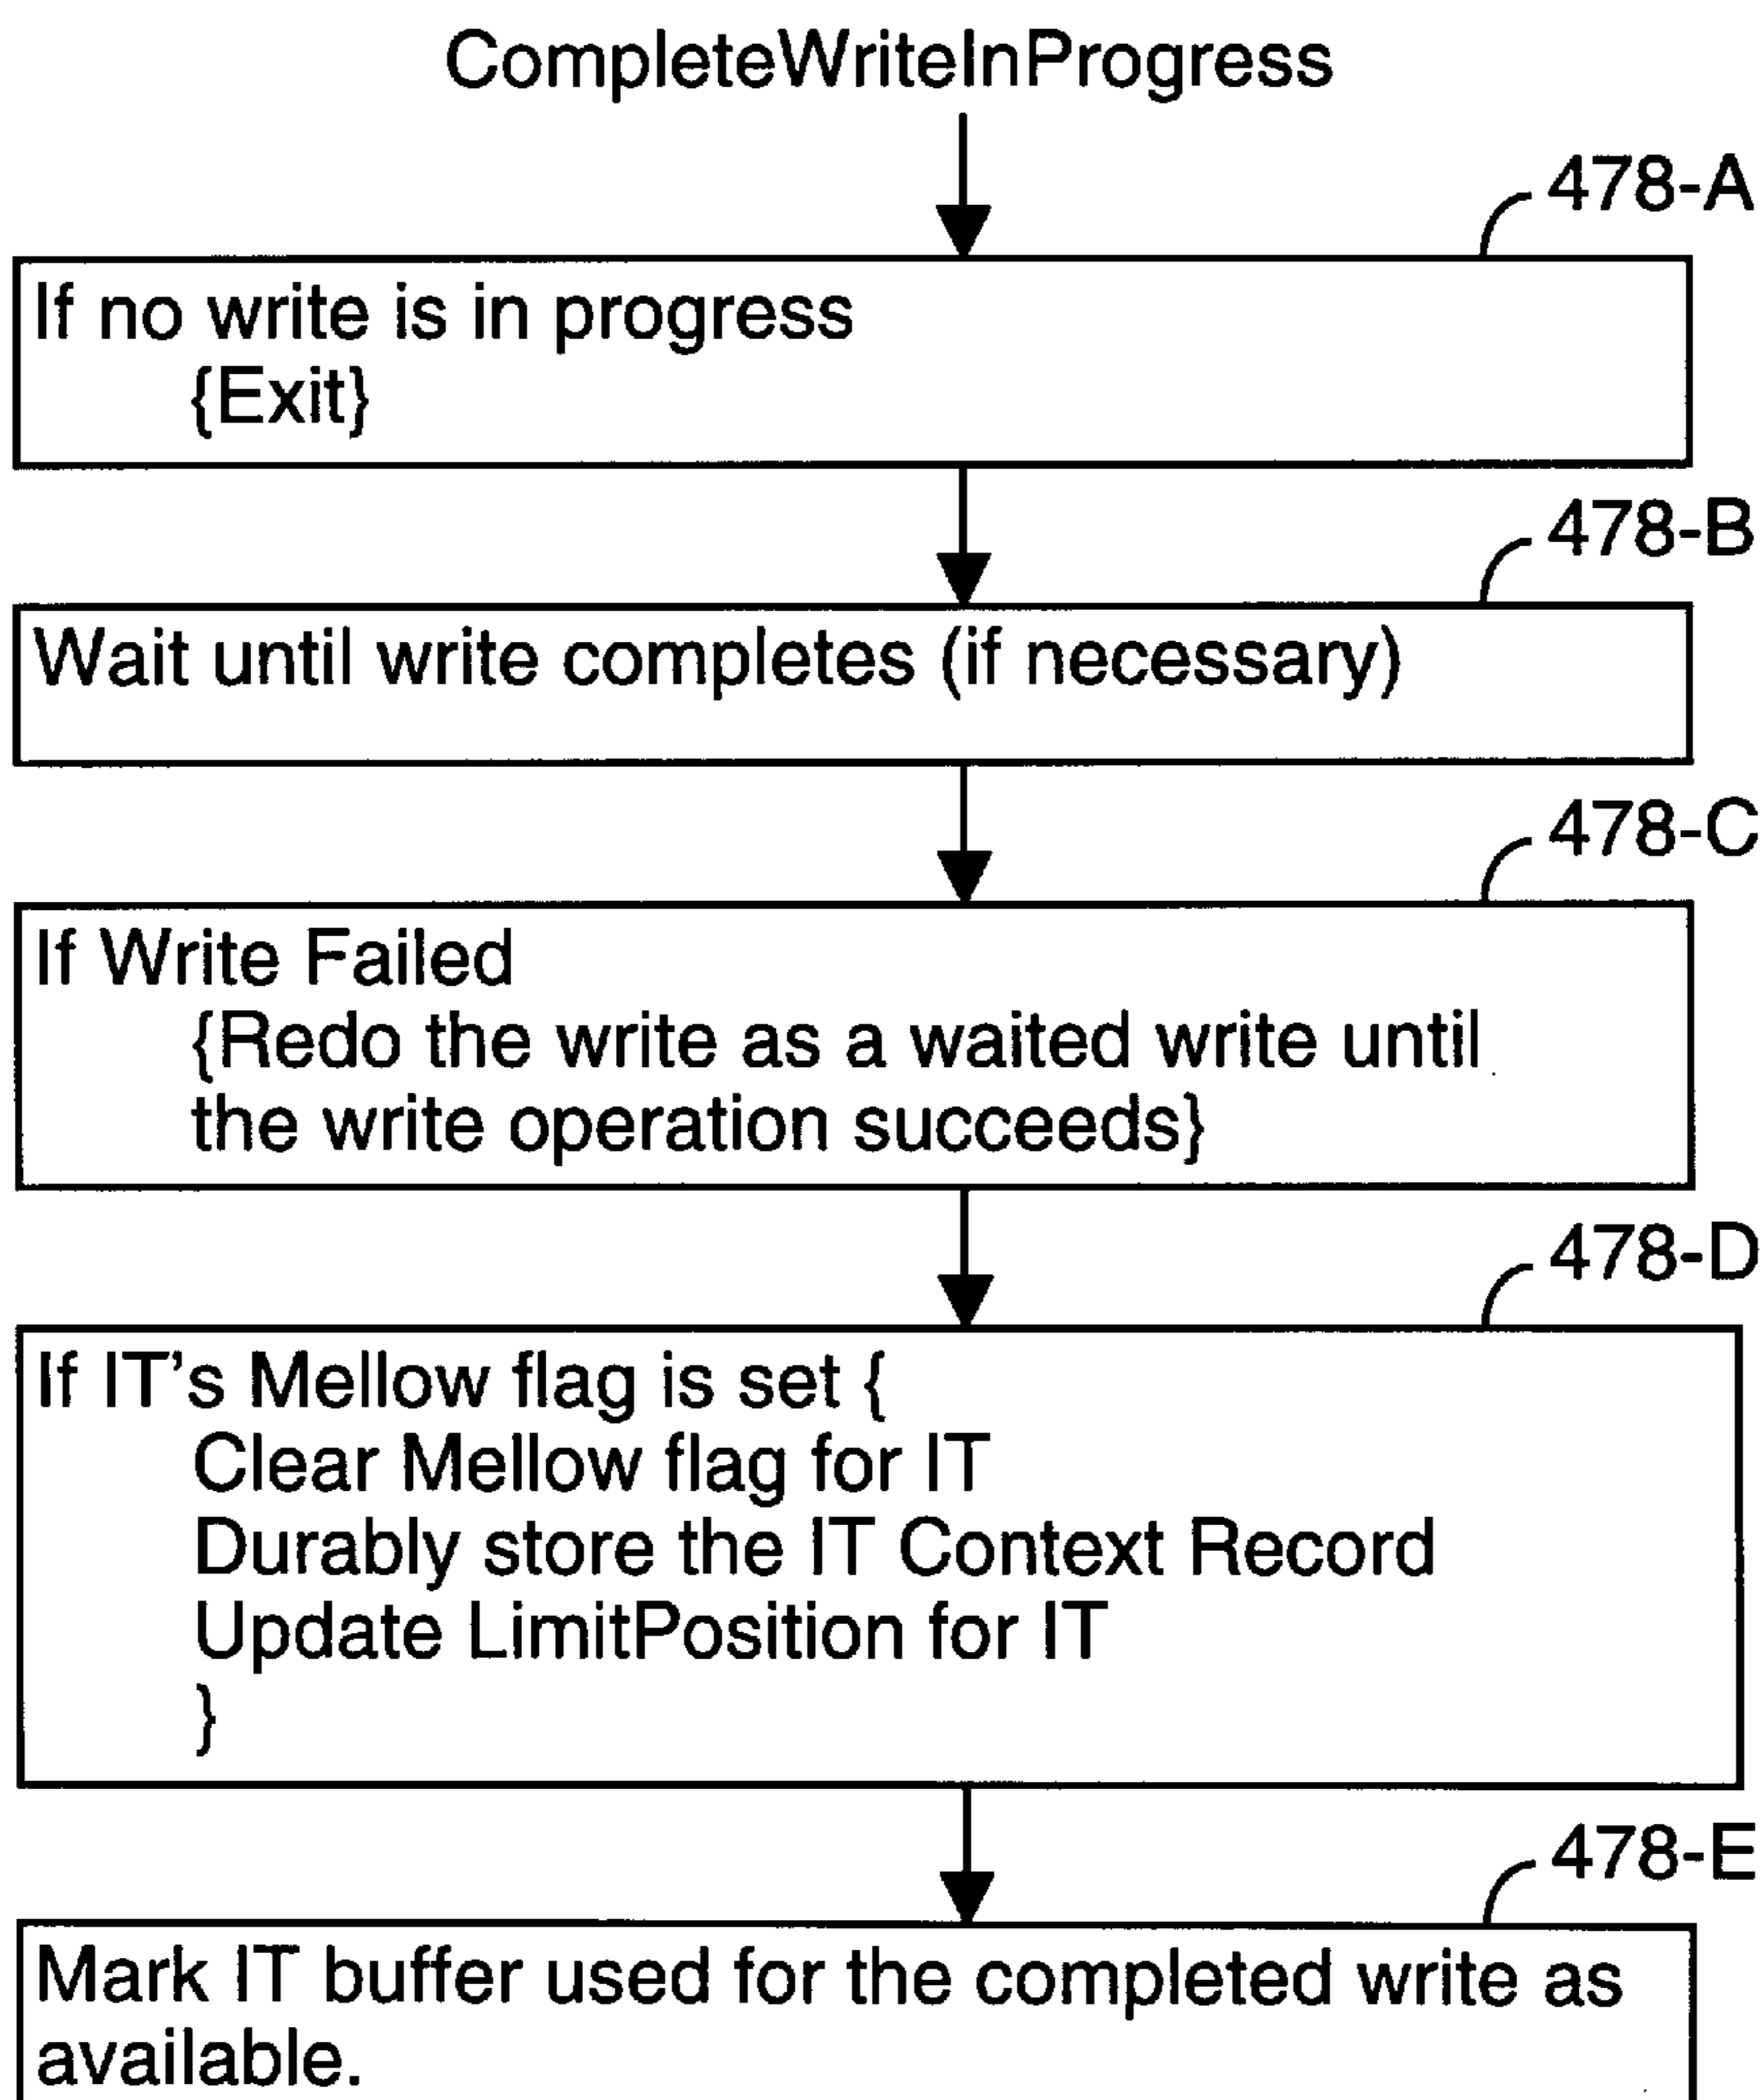 CompleteWriteInProgress
478-A
If no write is in progress
{Exit}
478-B
Wait until write completes (if necessary)
478-C
If Write Failed
{Redo the write as a waited write until
the write operation succeeds}
478-D
If IT's Mellow flag is set {
Clear Mellow flag for IT
Durably store the IT Context Record
Update LimitPosition for IT
}
478-E
Mark IT buffer used for the completed write as
available.